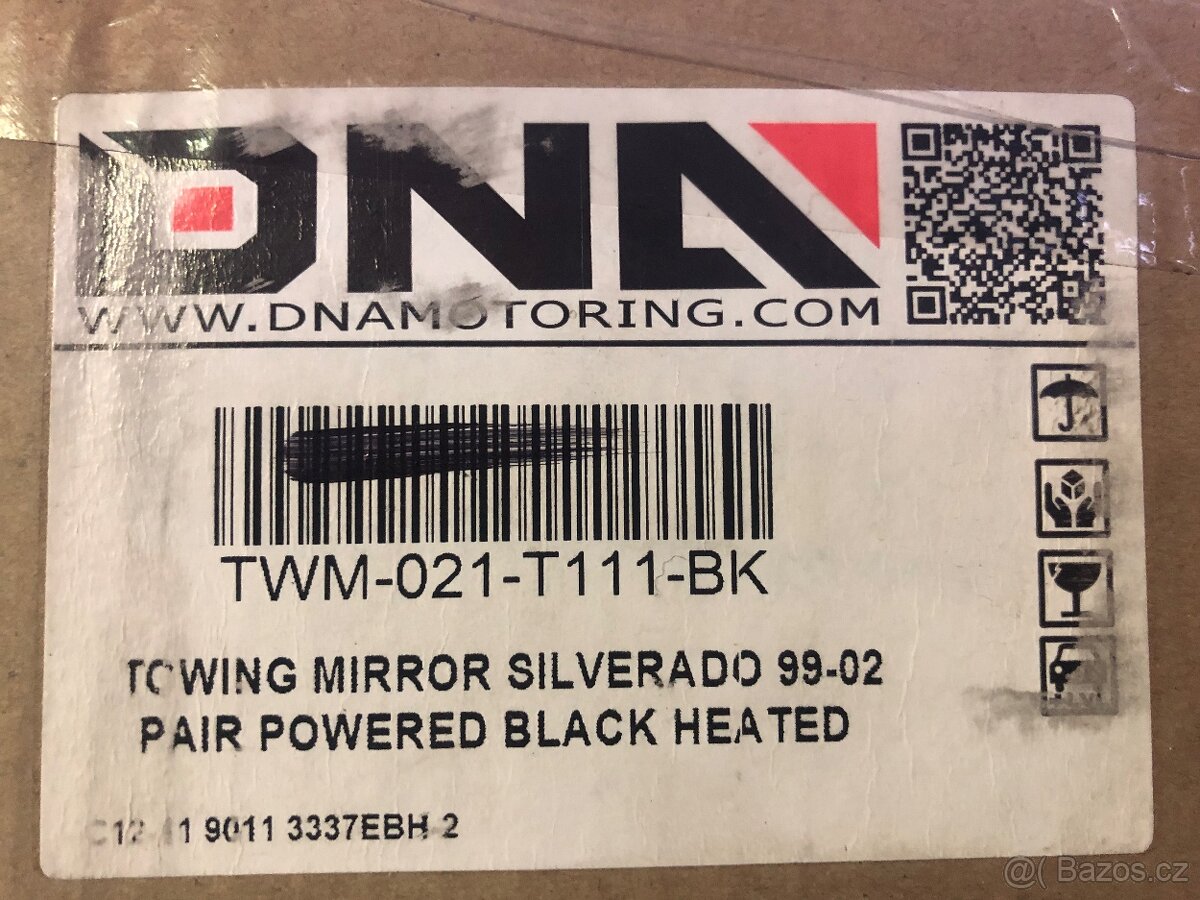 DNA
WWW.DNAMOTORING.COM
TWM-021-T111-BK
TOWING MIRROR SILVERADO 99-02
PAIR POWERED BLACK HEATED
9011 3337EBH-2
@( Bazos.cz